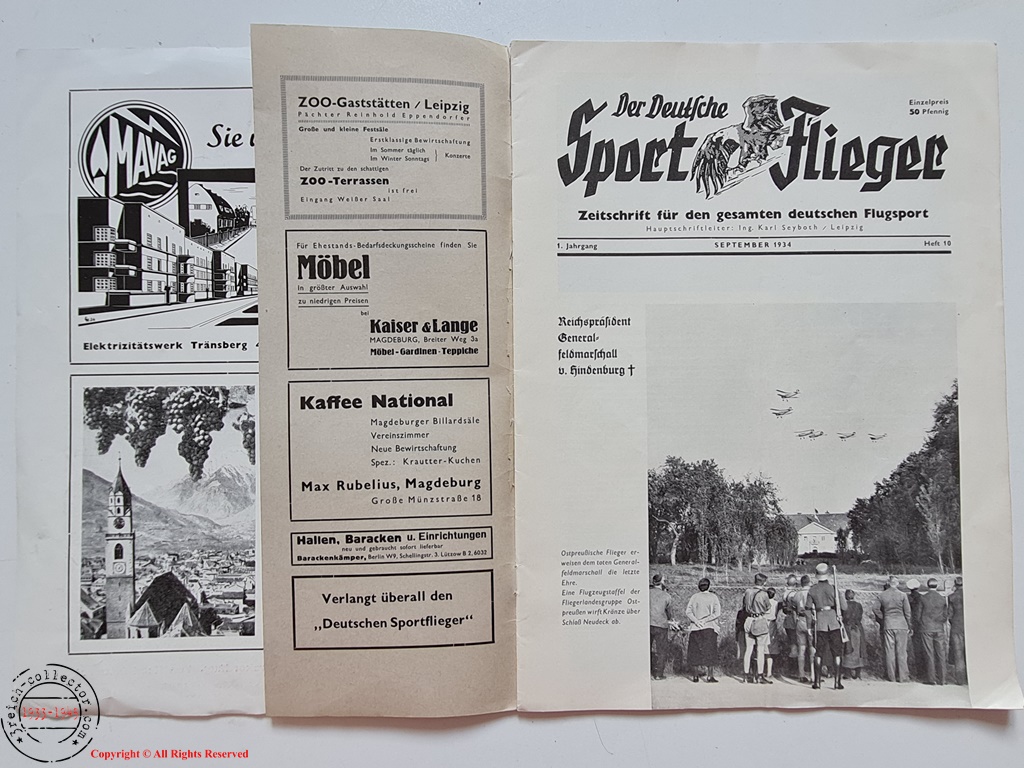 MAVAG
Sie
Elektrizitätswerk Tränsberg 4
ZOO-Gaststätten / Leipzig
Pächter Reinhold Eppendorfer
Große und kleine Festsäle
Erstklassige Bewirtschaftung
Im Sommer täglich
Im Winter Sonntags } Konzerte
Der Zutritt zu den schattigen
ZOO-Terrassen
ist frei
Eingang Weißer Saal
Für Ehestands-Bedarfsdeckungsscheine finden Sie
Möbel
in größter Auswahl
zu niedrigen Preisen
bei
Kaiser & Lange
MAGDEBURG, Breiter Weg 3a
Möbel-Gardinen-Teppiche
Kaffee National
Magdeburger Billardsäle
Vereinszimmer
Neue Bewirtschaftung
Spez.: Krautter-Kuchen
Max Rubelius, Magdeburg
Große Münzstraße 18
Hallen, Baracken u. Einrichtungen
neu und gebraucht sofort lieferbar
Barackenkämper, Berlin W9, Schellingstr. 3. Lützow B 2, 6032
Verlangt überall den
„Deutschen Sportflieger“
Der Deutsche
Sport Flieger
Einzelpreis
50 Pfennig
Zeitschrift für den gesamten deutschen Flugsport
Hauptschriftleiter: Ing. Karl Seyboth / Leipzig
1. Jahrgang SEPTEMBER 1934 Heft 10
Reichspräsident
General-
feldmarschall
v. Hindenburg †
Ostpreußische Flieger er-
weisen dem toten General-
feldmarschall die letzte
Ehre.
Eine Flugzeugstaffel der
Fliegerlandesgruppe Ost-
preußen wirft Kränze über
Schloß Neudeck ab.
3reich-collector.com
1933-1945
Copyright © All Rights Reserved